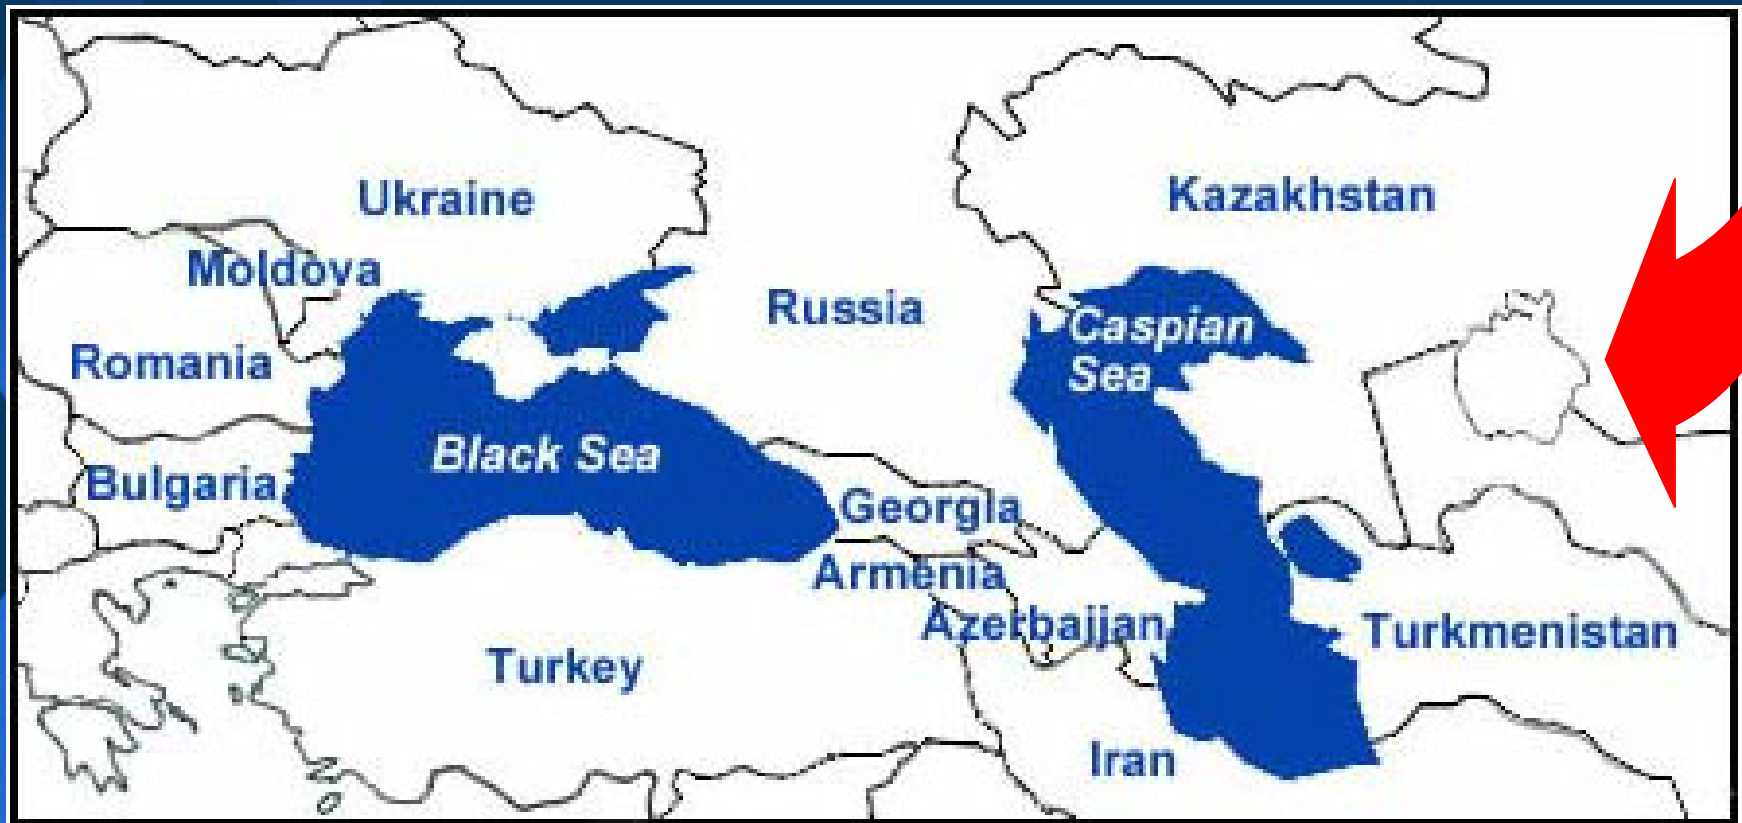 Ukraine
Kazakhstan
Moldova
Russia
Caspian
Sea
Romania
Black Sea
Bulgaria
Georgia
Armenia
Azerbaijan
Turkmenistan
Turkey
Iran